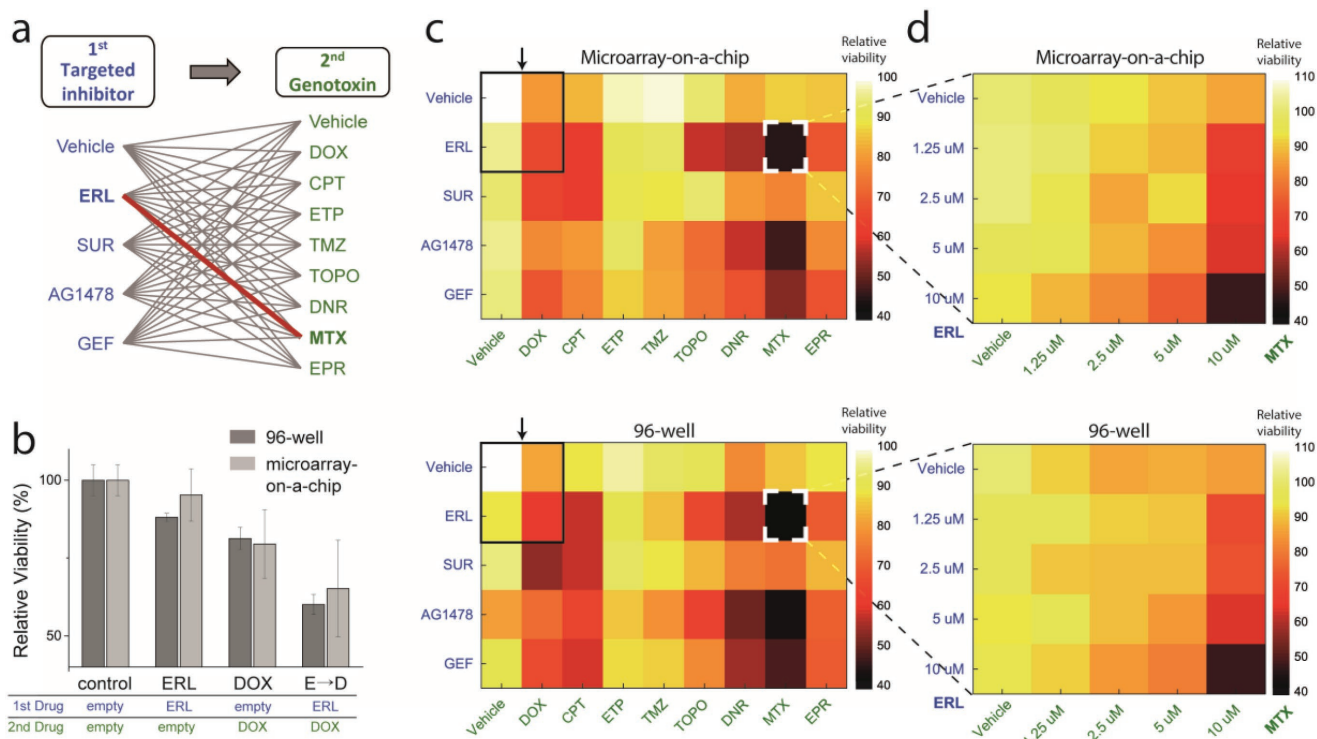 a
1st
Targeted
inhibitor
2nd
Genotoxin
Vehicle
ERL
SUR
AG1478
GEF
Vehicle
DOX
CPT
ETP
TMZ
TOPO
DNR
MTX
EPR
b
96-well
microarray-
on-a-chip
Relative Viability (%)
100
50
control ERL DOX E→D
1st Drug empty ERL empty ERL
2nd Drug empty empty DOX DOX
c
Microarray-on-a-chip
Relative
viability
Vehicle
ERL
SUR
AG1478
GEF
Vehicle DOX CPT ETP TMZ TOPO DNR MTX EPR
100
90
80
70
60
50
40
96-well
Relative
viability
Vehicle
ERL
SUR
AG1478
GEF
Vehicle DOX CPT ETP TMZ TOPO DNR MTX EPR
100
90
80
70
60
50
40
d
Microarray-on-a-chip
Relative
viability
Vehicle
1.25 uM
2.5 uM
5 uM
10 uM
ERL
Vehicle 1.25 uM 2.5 uM 5 uM 10 uM MTX
110
100
90
80
70
60
50
40
96-well
Relative
viability
Vehicle
1.25 uM
2.5 uM
5 uM
10 uM
ERL
Vehicle 1.25 uM 2.5 uM 5 uM 10 uM MTX
110
100
90
80
70
60
50
40